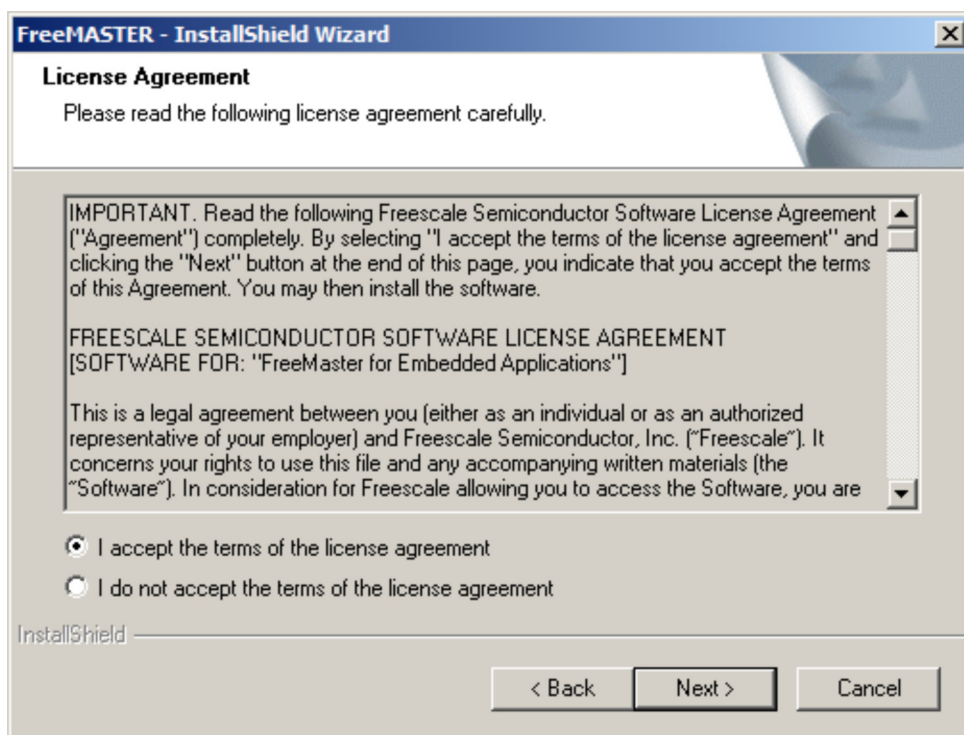 FreeMASTER - InstallShield Wizard
License Agreement
Please read the following license agreement carefully.
IMPORTANT. Read the following Freescale Semiconductor Software License Agreement
("Agreement") completely. By selecting "I accept the terms of the license agreement" and
clicking the "Next" button at the end of this page, you indicate that you accept the terms
of this Agreement. You may then install the software.
FREESCALE SEMICONDUCTOR SOFTWARE LICENSE AGREEMENT
[SOFTWARE FOR: "FreeMaster for Embedded Applications"]
This is a legal agreement between you (either as an individual or as an authorized
representative of your employer) and Freescale Semiconductor, Inc. (˝Freescale˝). It
concerns your rights to use this file and any accompanying written materials (the
˝Software˝). In consideration for Freescale allowing you to access the Software, you are
I accept the terms of the license agreement
I do not accept the terms of the license agreement
InstallShield
< Back
Next >
Cancel